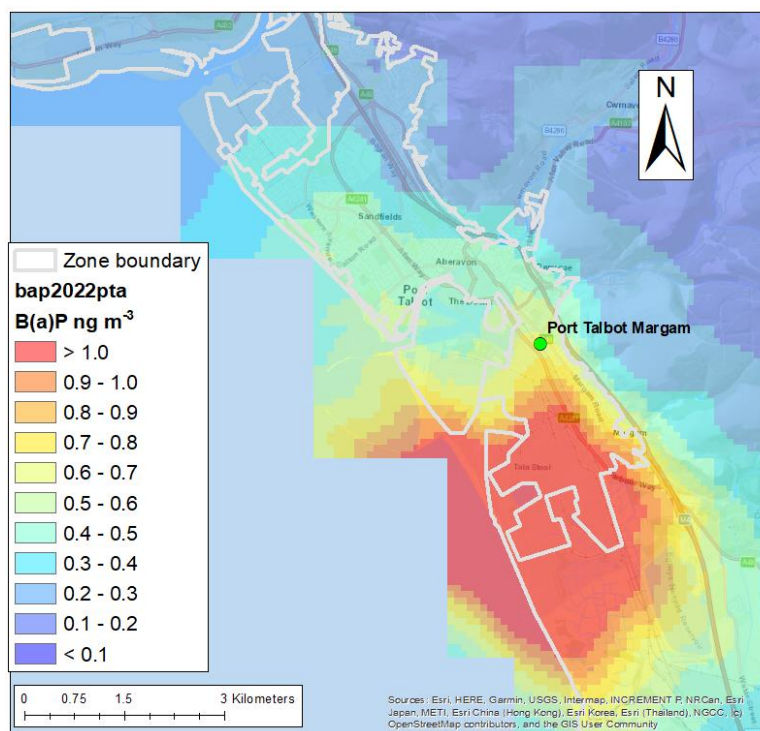 N
B4286
A48
B4286
Sandfields
Aberavon
Port
Talbot
Port Talbot Margam
Tata Steel
Zone boundary
bap2022pta
B(a)P ng m-3
> 1.0
0.9 - 1.0
0.8 - 0.9
0.7 - 0.8
0.6 - 0.7
0.5 - 0.6
0.4 - 0.5
0.3 - 0.4
0.2 - 0.3
0.1 - 0.2
< 0.1
0 0.75 1.5 3 Kilometers
Sources: Esri, HERE, Garmin, USGS, Intermap, INCREMENT P, NRCan, Esri
Japan, METI, Esri China (Hong Kong), Esri Korea, Esri (Thailand), NGCC, (c)
OpenStreetMap contributors, and the GIS User Community